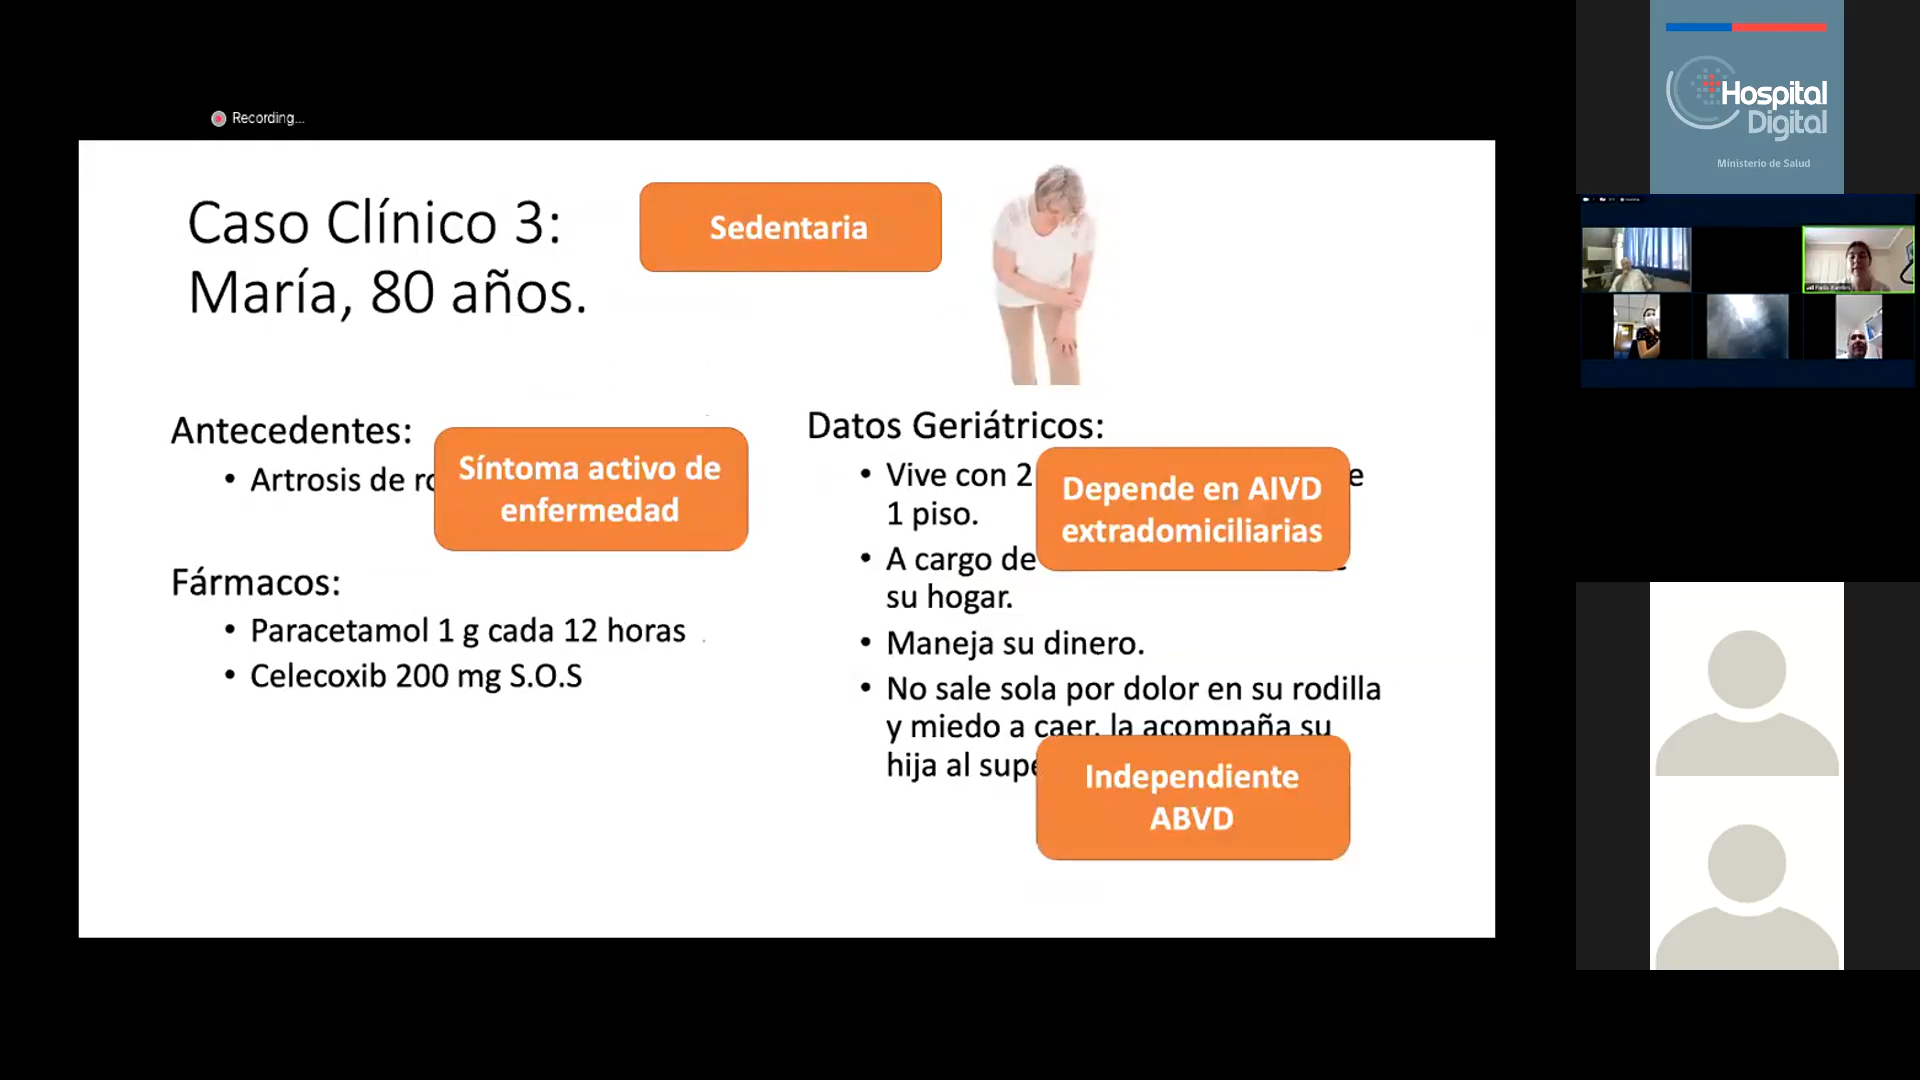 Recording...
Caso Clínico 3:
María, 80 años.
Sedentaria
Antecedentes:
• Artrosis de
Síntoma activo de
enfermedad
Fármacos:
• Paracetamol 1 g cada 12 horas
• Celecoxib 200 mg S.O.S
Datos Geriátricos:
• Vive con 2
1 piso.
• A cargo de
su hogar.
• Maneja su dinero.
• No sale sola por dolor en su rodilla
y miedo a caer, la acompaña su
hija al
Depende en AIVD
extradomiciliarias
Independiente
ABVD
Hospital
Digital
Ministerio de Salud